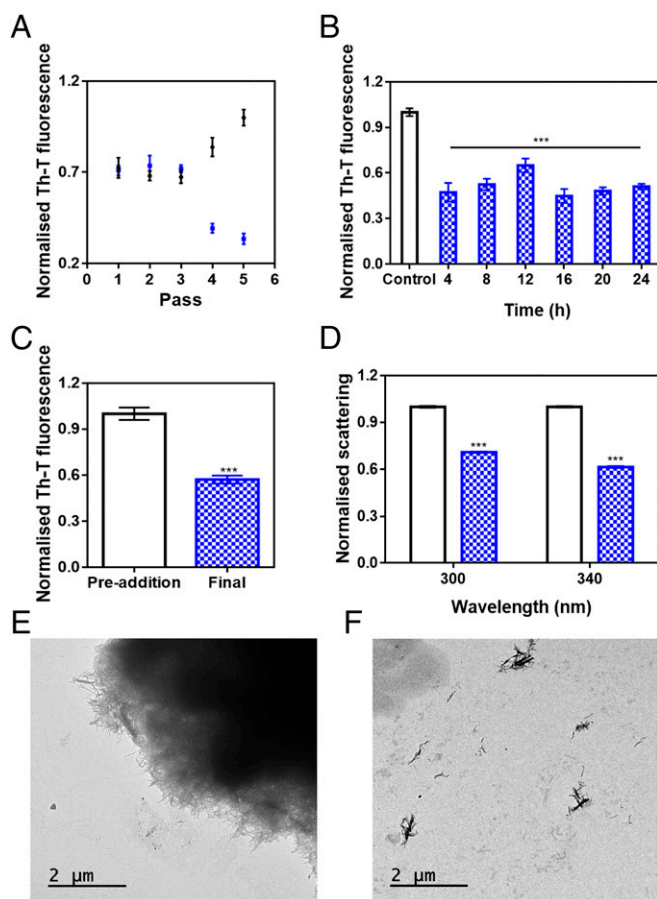 A
Normalised Th-T fluorescence
1.2
0.7
0.2
0 1 2 3 4 5 6
Pass
B
Normalised Th-T fluorescence
1.2
0.9
0.6
0.3
0.0
***
Control 4 8 12 16 20 24
Time (h)
C
Normalised Th-T fluorescence
1.2
0.9
0.6
0.3
0.0
***
Pre-addition Final
D
Normalised scattering
1.2
0.9
0.6
0.3
0.0
***
***
300 340
Wavelength (nm)
E
2 µm
F
2 µm